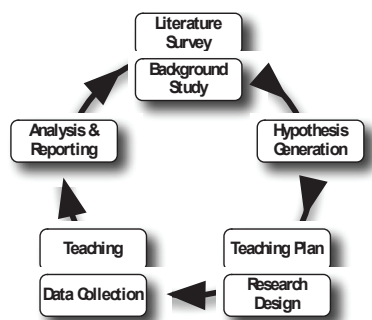 Literature
Survey
Background
Study
Analysis &
Reporting
Hypothesis
Generation
Teaching
Teaching Plan
Data Collection
Research
Design